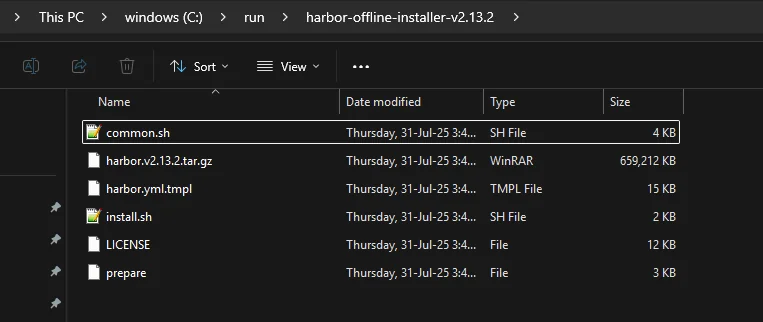 This PC > windows (C:) > run > harbor-offline-installer-v2.13.2 >
Sort View
Name Date modified Type Size
common.sh Thursday, 31-Jul-25 3:4... SH File 4 KB
harbor.v2.13.2.tar.gz Thursday, 31-Jul-25 3:4... WinRAR 659,212 KB
harbor.yml.tmpl Thursday, 31-Jul-25 3:4... TMPL File 15 KB
install.sh Thursday, 31-Jul-25 3:4... SH File 2 KB
LICENSE Thursday, 31-Jul-25 3:4... File 12 KB
prepare Thursday, 31-Jul-25 3:4... File 3 KB